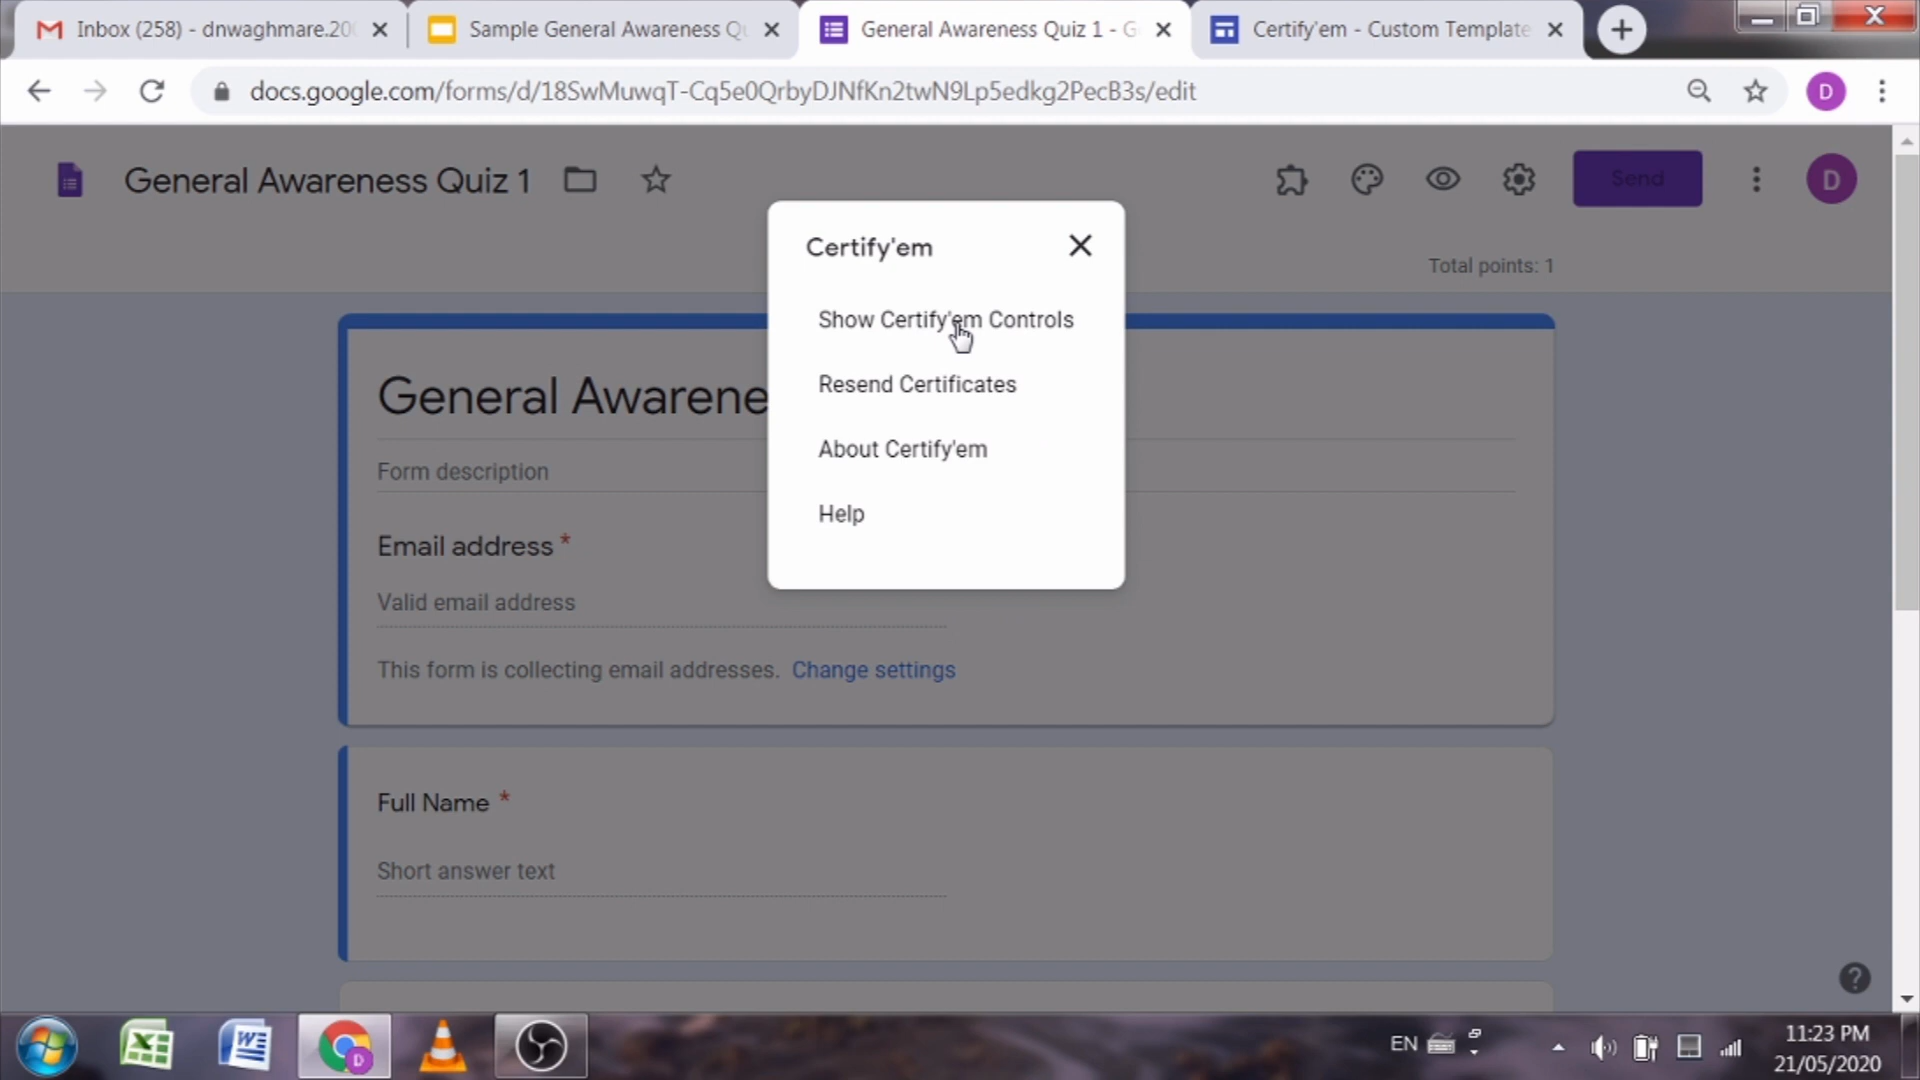 Inbox (258) - dnwaghmare.20
Sample General Awareness Qu
General Awareness Quiz 1 - G
Certify'em - Custom Template
docs.google.com/forms/d/18SwMuwqT-Cq5e0QrbyDJNfKn2twN9Lp5edkg2PecB3s/edit
D
General Awareness Quiz 1
Send
D
Total points: 1
Certify'em
Show Certify'em Controls
Resend Certificates
About Certify'em
Help
General Awarene
Form description
Email address *
Valid email address
This form is collecting email addresses. Change settings
Full Name *
Short answer text
D
EN
11:23 PM
21/05/2020